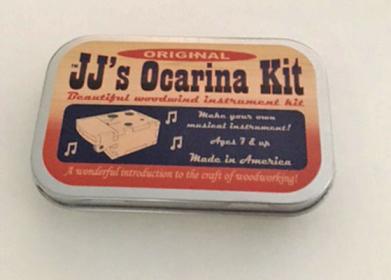 ORIGINAL
JJ's Ocarina Kit
Beautiful woodwind instrument kit
Make your own
musical instrument!
Ages 7 & up
Made in America
A wonderful introduction to the craft of woodworking!